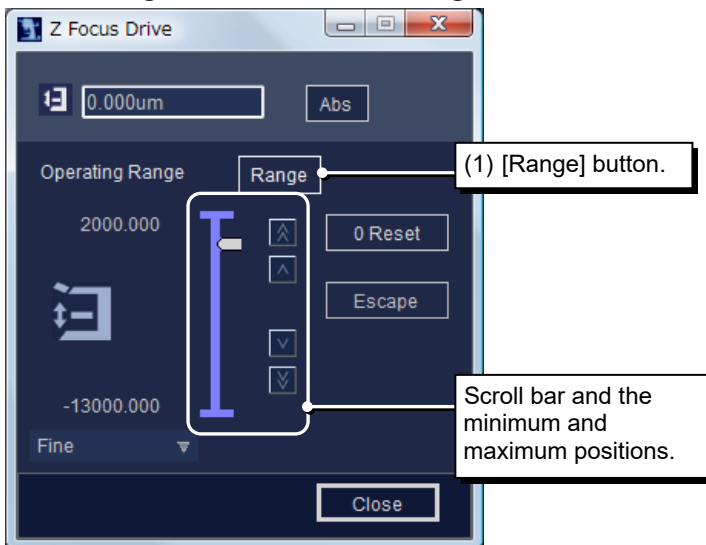 Z Focus Drive
0.000um
Abs
Operating Range
Range
(1) [Range] button.
2000.000
0 Reset
Escape
-13000.000
Scroll bar and the
minimum and
maximum positions.
Fine
Close